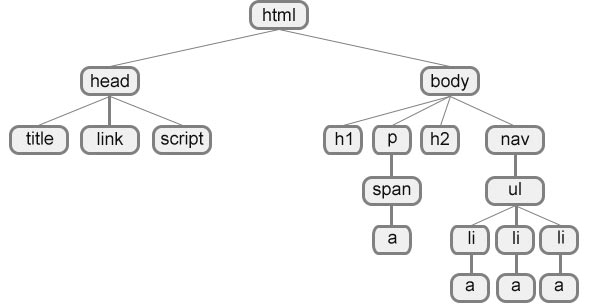 html
head body
title link script h1 p h2 nav
span ul
a li li li
a a a